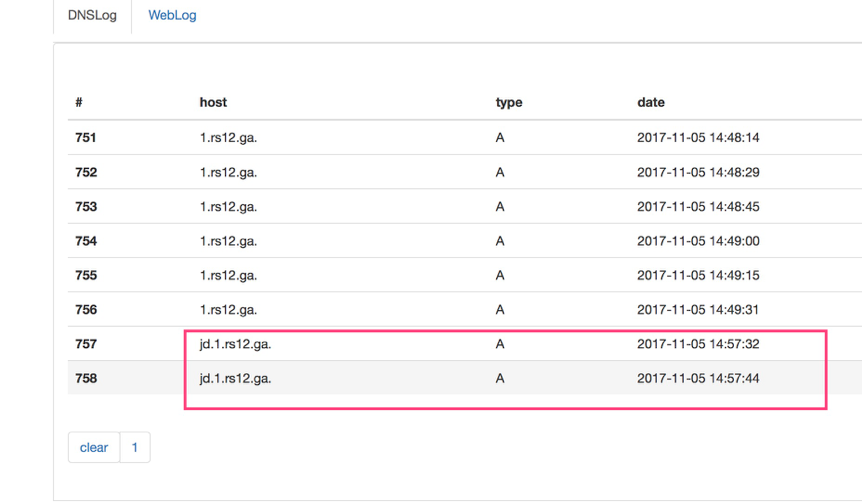 DNSLog WebLog
# host type date
751 1.rs12.ga. A 2017-11-05 14:48:14
752 1.rs12.ga. A 2017-11-05 14:48:29
753 1.rs12.ga. A 2017-11-05 14:48:45
754 1.rs12.ga. A 2017-11-05 14:49:00
755 1.rs12.ga. A 2017-11-05 14:49:15
756 1.rs12.ga. A 2017-11-05 14:49:31
757 jd.1.rs12.ga. A 2017-11-05 14:57:32
758 jd.1.rs12.ga. A 2017-11-05 14:57:44
clear 1